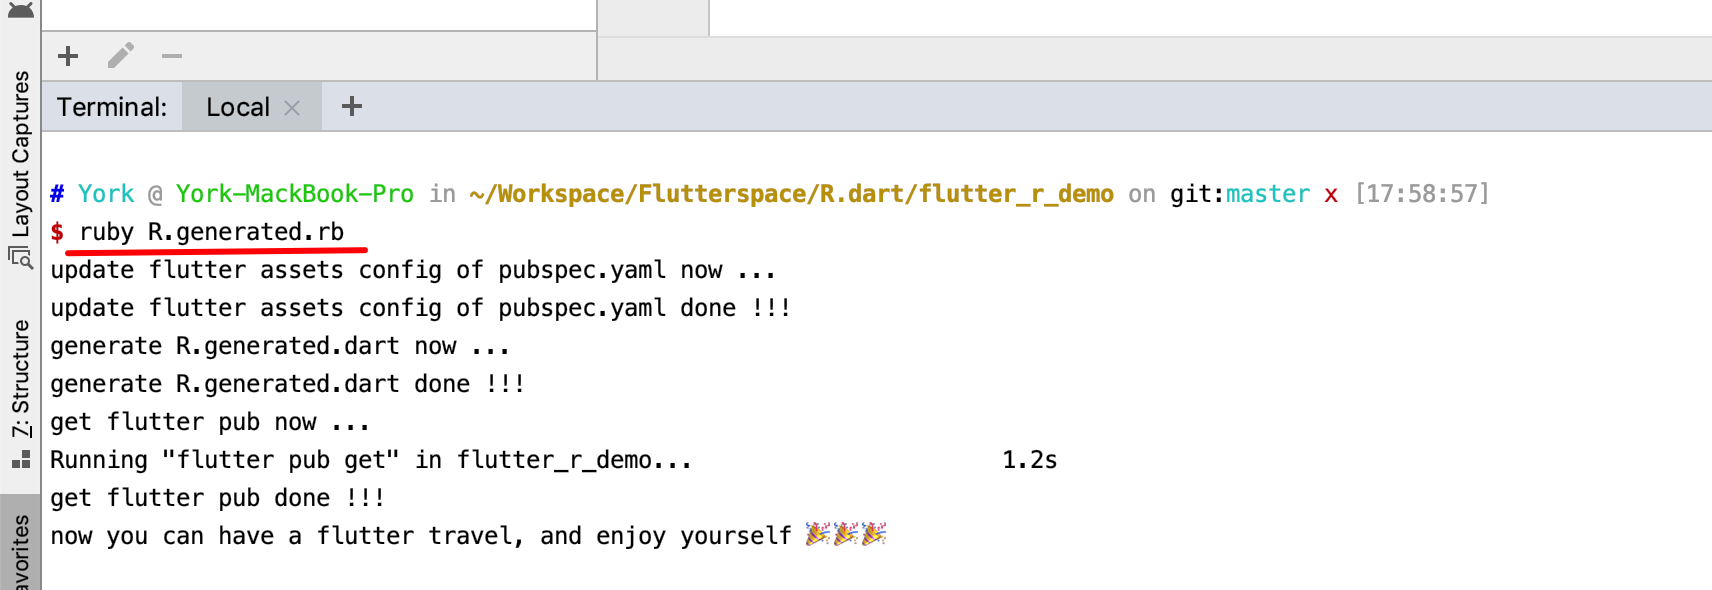 Terminal: Local × +
# York @ York-MackBook-Pro in ~/Workspace/Flutterspace/R.dart/flutter_r_demo on git:master x [17:58:57]
$ ruby R.generated.rb
update flutter assets config of pubspec.yaml now ...
update flutter assets config of pubspec.yaml done !!!
generate R.generated.dart now ...
generate R.generated.dart done !!!
get flutter pub now ...
Running "flutter pub get" in flutter_r_demo... 1.2s
get flutter pub done !!!
now you can have a flutter travel, and enjoy yourself 🎉🎉🎉
Layout Captures
7: Structure
avorites